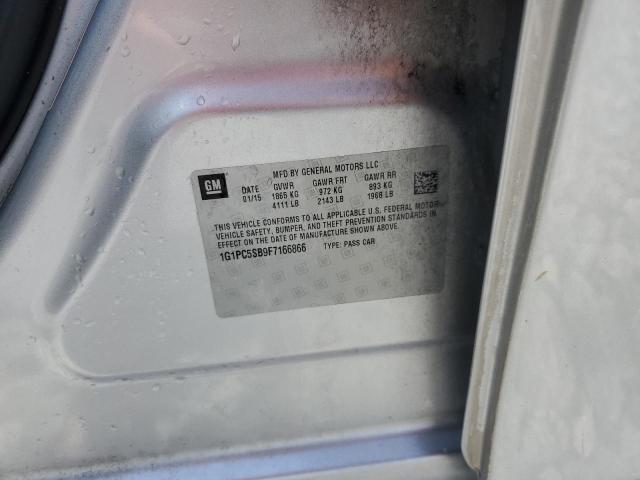 GM
MFD BY GENERAL MOTORS LLC
DATE GVWR GAWR FRT GAWR RR
01/15 1865 KG 972 KG 893 KG
4111 LB 2143 LB 1968 LB
THIS VEHICLE CONFORMS TO ALL APPLICABLE U.S. FEDERAL MOTOR
VEHICLE SAFETY, BUMPER, AND THEFT PREVENTION STANDARDS IN
EFFECT ON THE DATE OF MANUFACTURE SHOWN ABOVE.
1G1PC5SB9F7166866 TYPE: PASS CAR